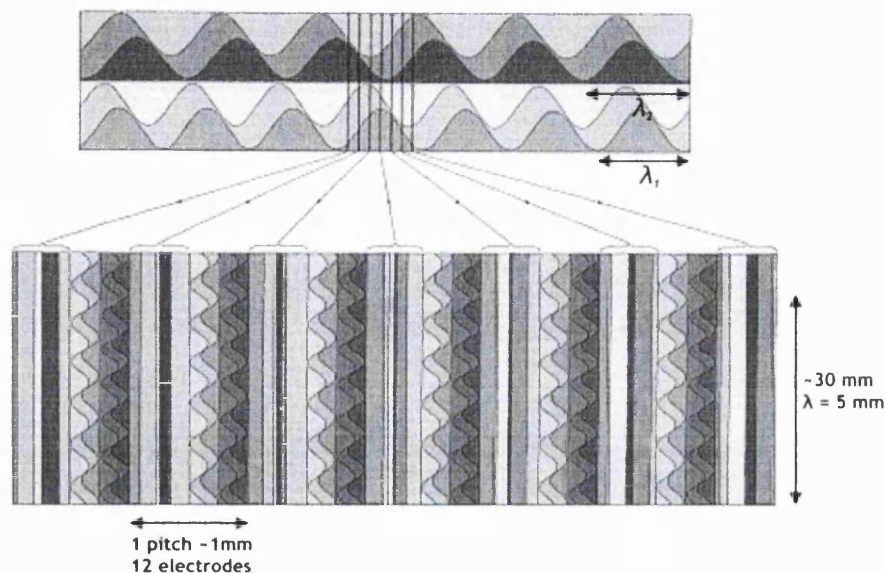 λ₂
λ₁
~30 mm
λ = 5 mm
1 pitch ~1mm
12 electrodes